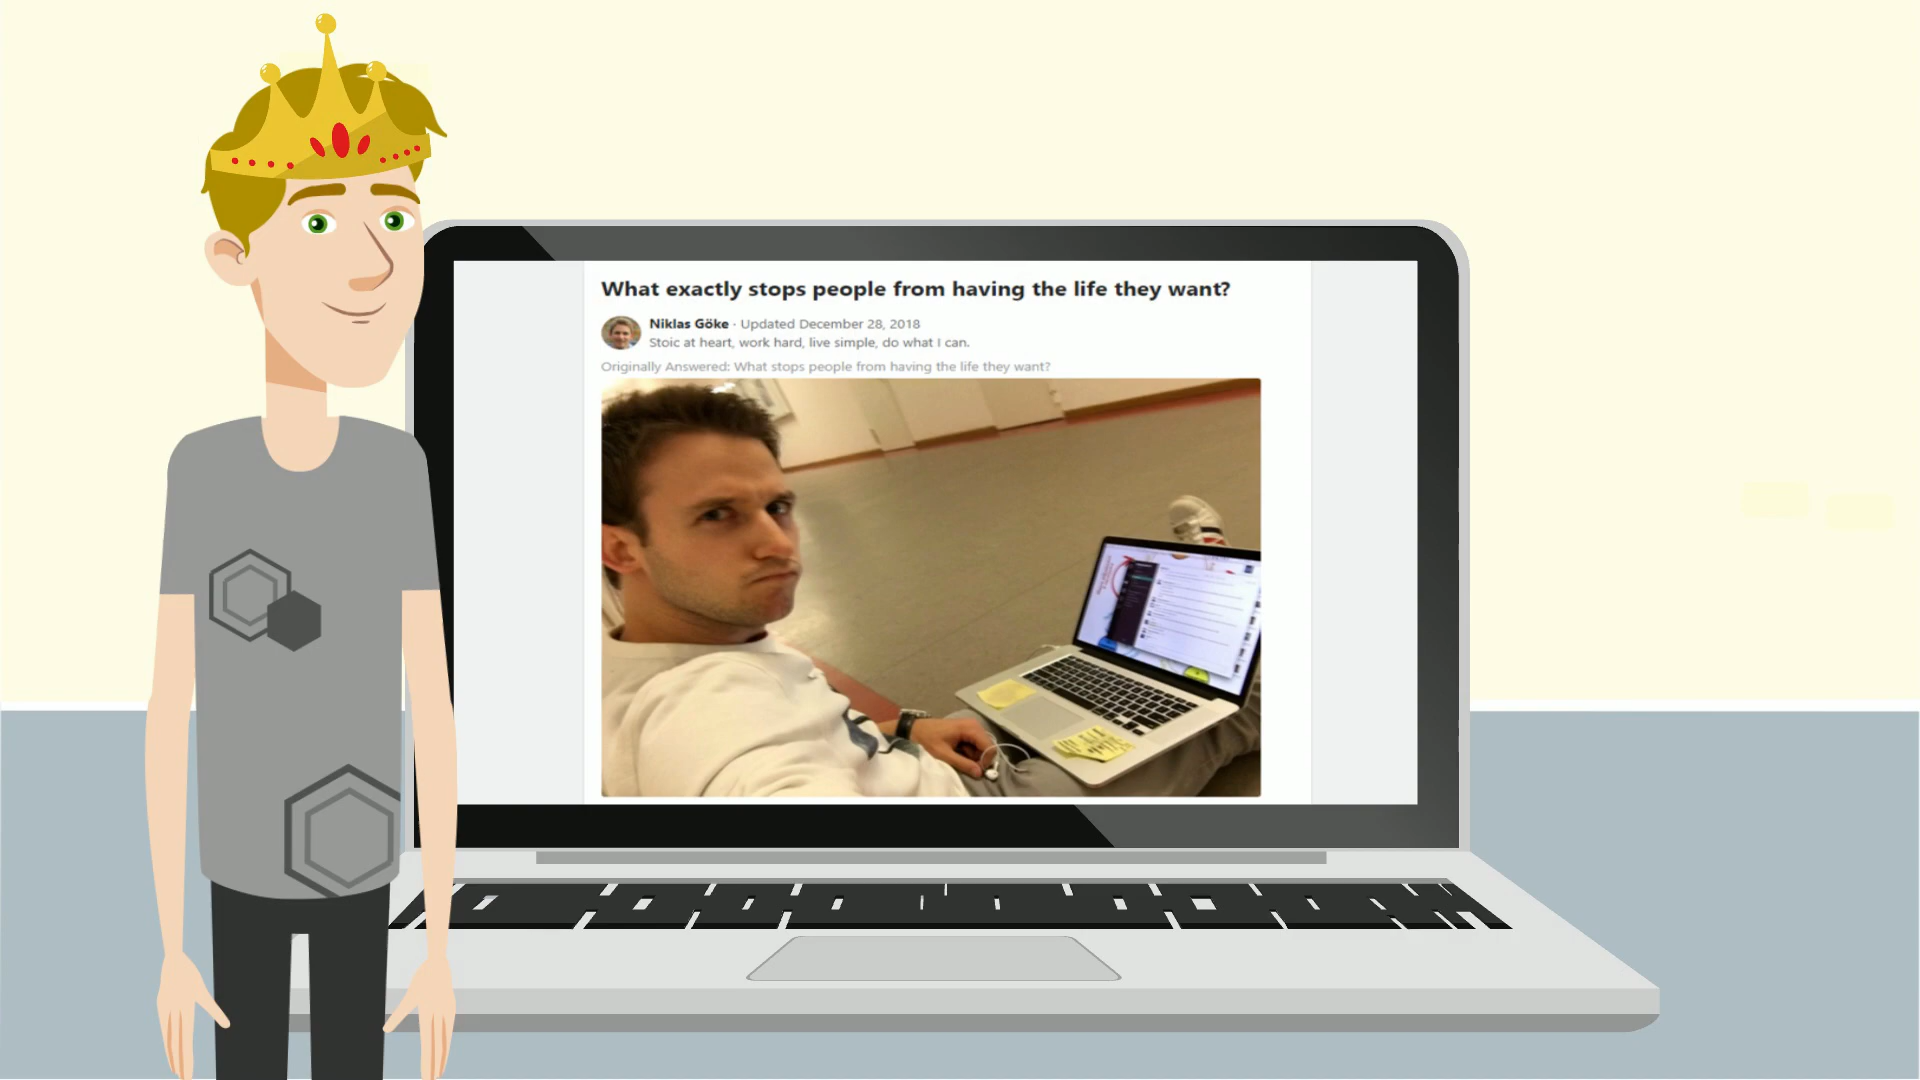 What exactly stops people from having the life they want?
Niklas Göke · Updated December 28, 2018
Stoic at heart, work hard, live simple, do what I can.
Originally Answered: What stops people from having the life they want?